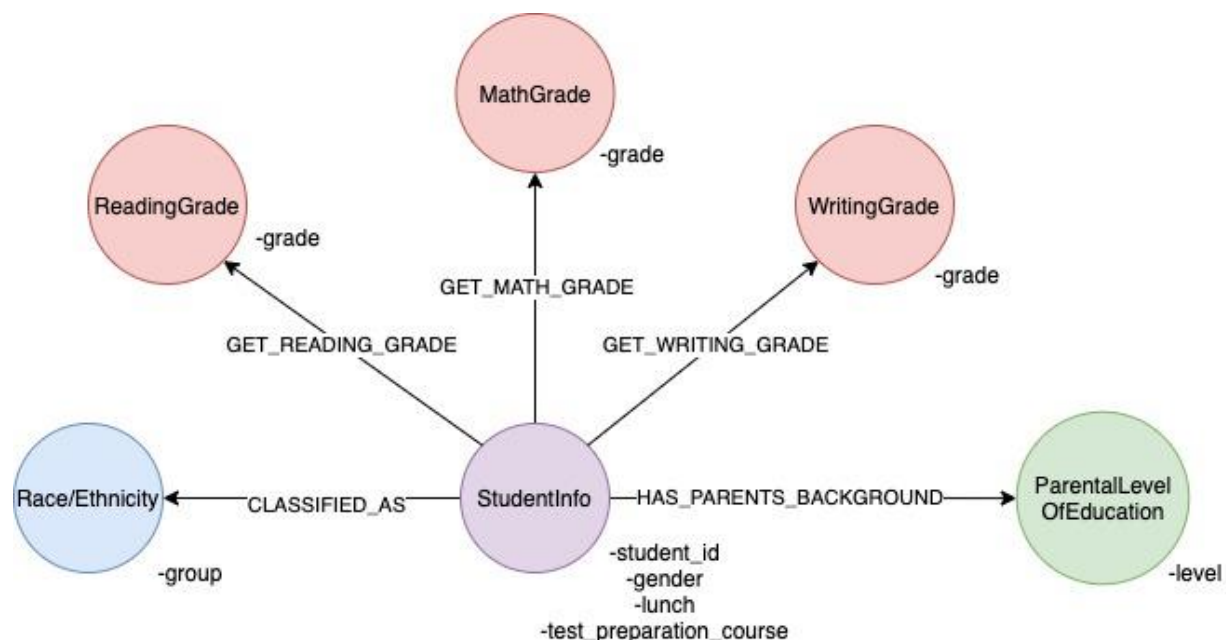 MathGrade
-grade
ReadingGrade
-grade
WritingGrade
-grade
GET_MATH_GRADE
GET_READING_GRADE
GET_WRITING_GRADE
Race/Ethnicity
-group
CLASSIFIED_AS
StudentInfo
-student_id
-gender
-lunch
-test_preparation_course
HAS_PARENTS_BACKGROUND
ParentalLevel
OfEducation
-level